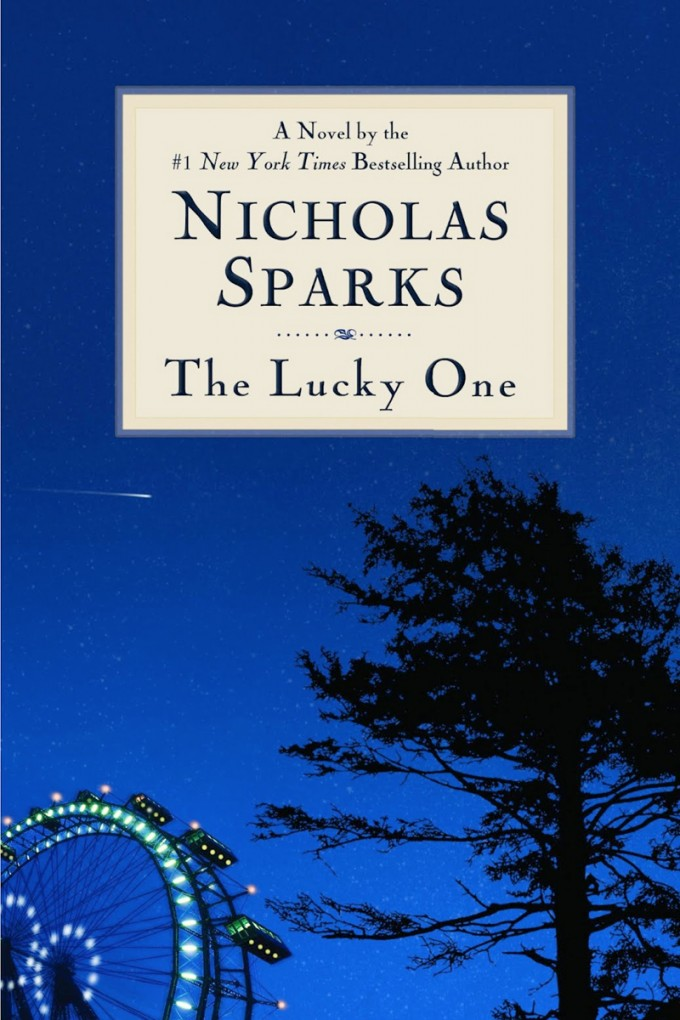 A Novel by the
#1 New York Times Bestselling Author
NICHOLAS
SPARKS
The Lucky One